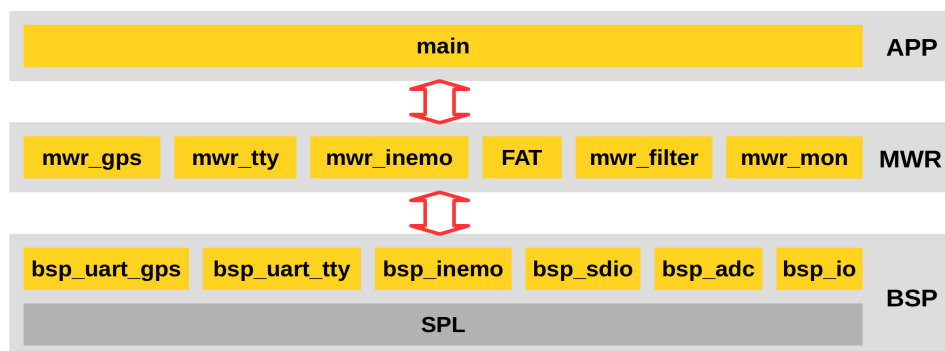 main
APP
mwr_gps mwr_tty mwr_inemo FAT mwr_filter mwr_mon
MWR
bsp_uart_gps bsp_uart_tty bsp_inemo bsp_sdio bsp_adc bsp_io
BSP
SPL